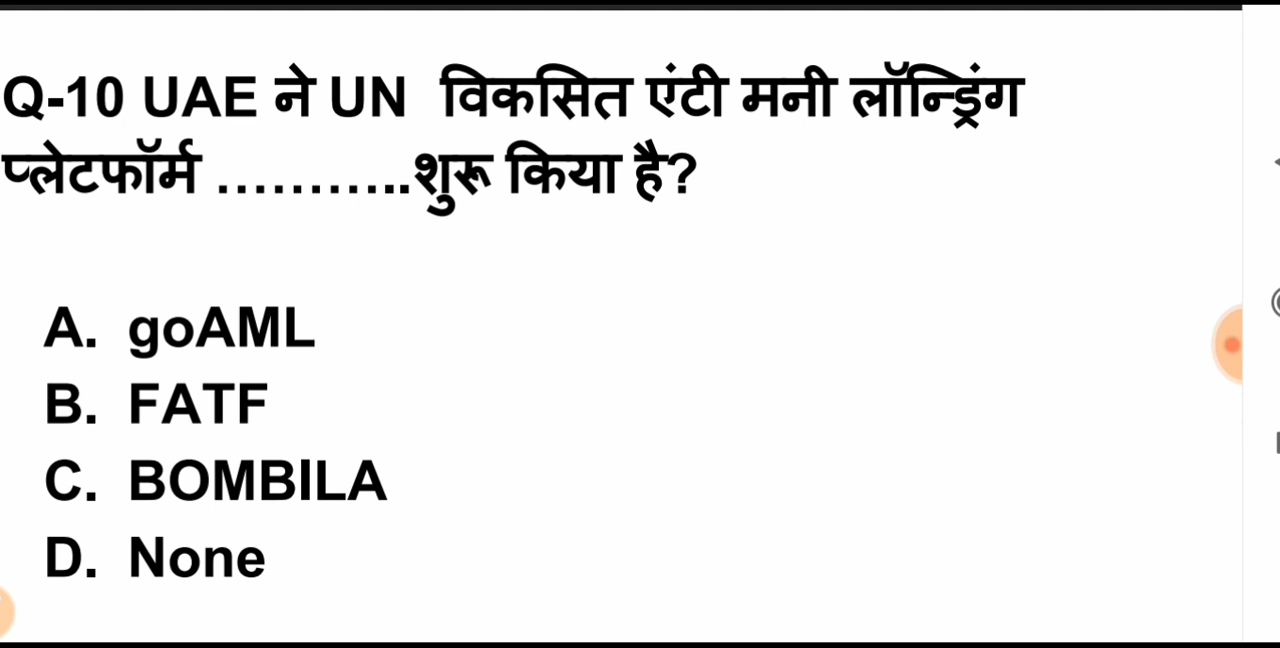 Q-10 UAE ने UN विकसित एंटी मनी लॉन्ड्रिंग
प्लेटफॉर्म ...........शुरू किया है?
A. goAML
B. FATF
C. BOMBILA
D. None